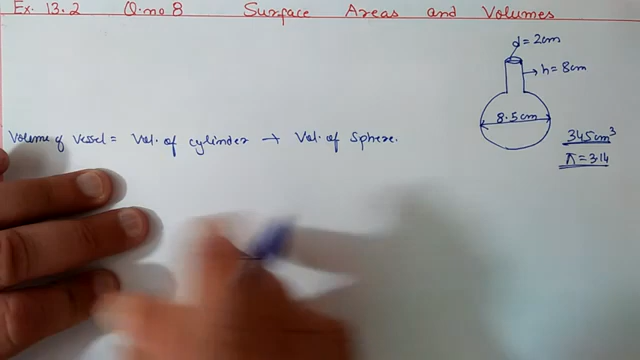 Ex. 13.2 Q.no 8 Surface Areas and Volumes
d = 2cm
h = 8cm
8.5cm
Volume of Vessel = Vol. of cylinder + Vol. of Sphere.
345cm³
π = 3.14